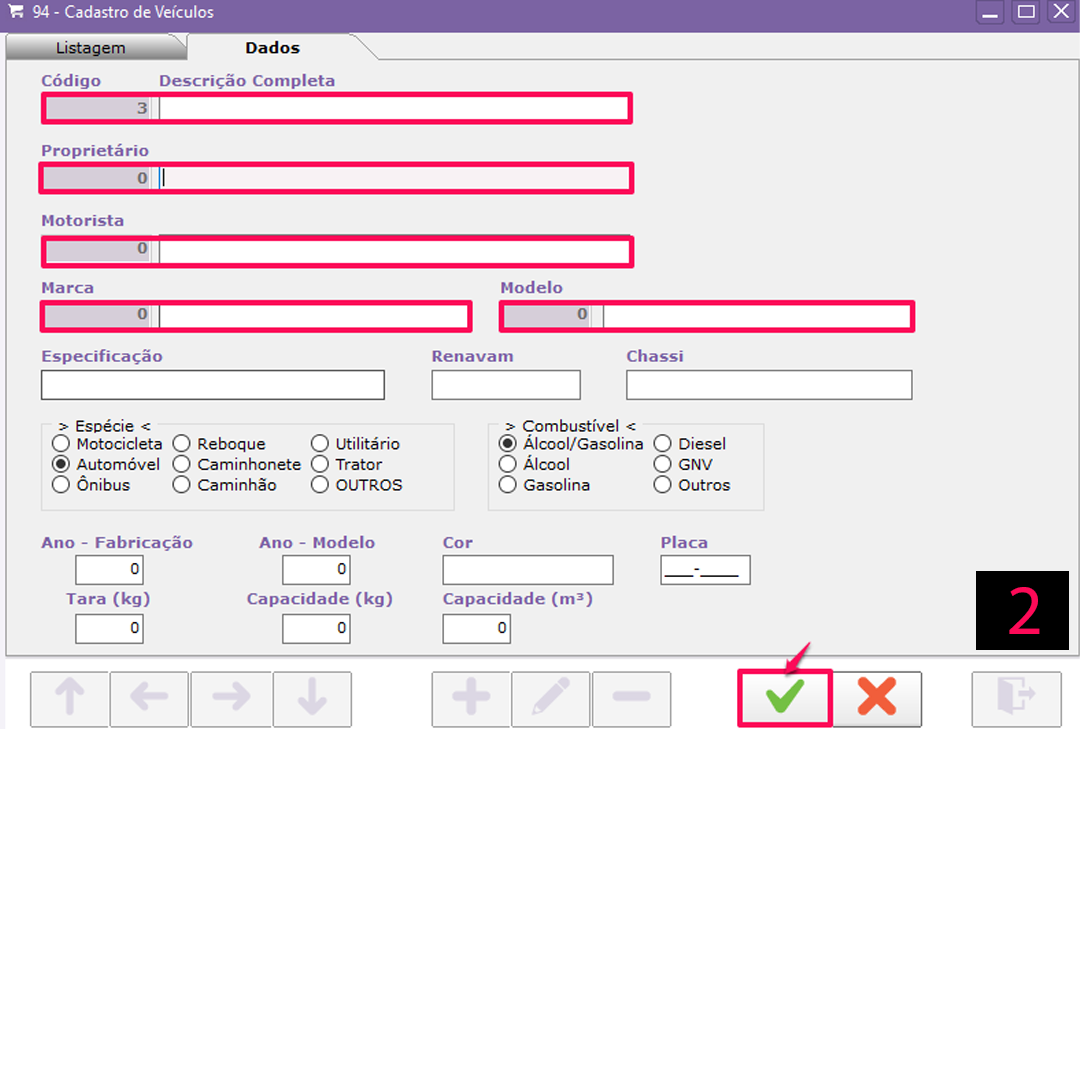 94 - Cadastro de Veículos
Listagem Dados
Código Descrição Completa
3
Proprietário
0
Motorista
0
Marca Modelo
0 0
Especificação Renavam Chassi
> Espécie < > Combustível <
Motocicleta Reboque Utilitário Álcool/Gasolina Diesel
Automóvel Caminhonete Trator Álcool GNV
Ônibus Caminhão OUTROS Gasolina Outros
Ano - Fabricação Ano - Modelo Cor Placa
0 0 ___-____
Tara (kg) Capacidade (kg) Capacidade (m³)
0 0 0
2